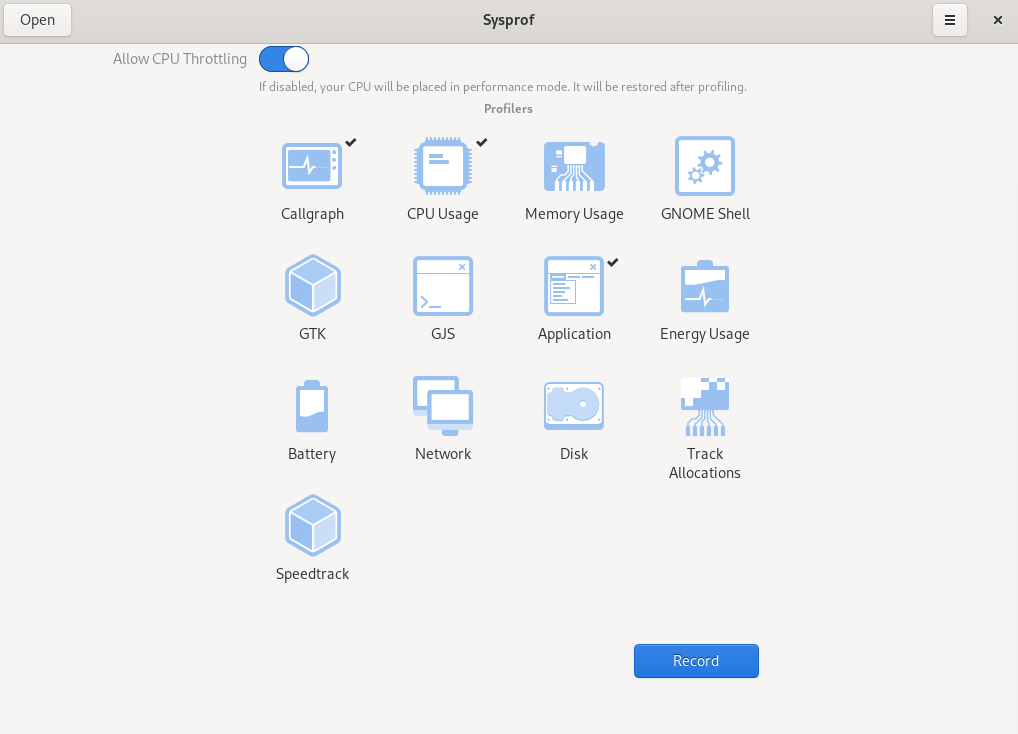 Open
Sysprof
Allow CPU Throttling
If disabled, your CPU will be placed in performance mode. It will be restored after profiling.
Profilers
Callgraph
CPU Usage
Memory Usage
GNOME Shell
GTK
GJS
Application
Energy Usage
Battery
Network
Disk
Track
Allocations
Speedtrack
Record